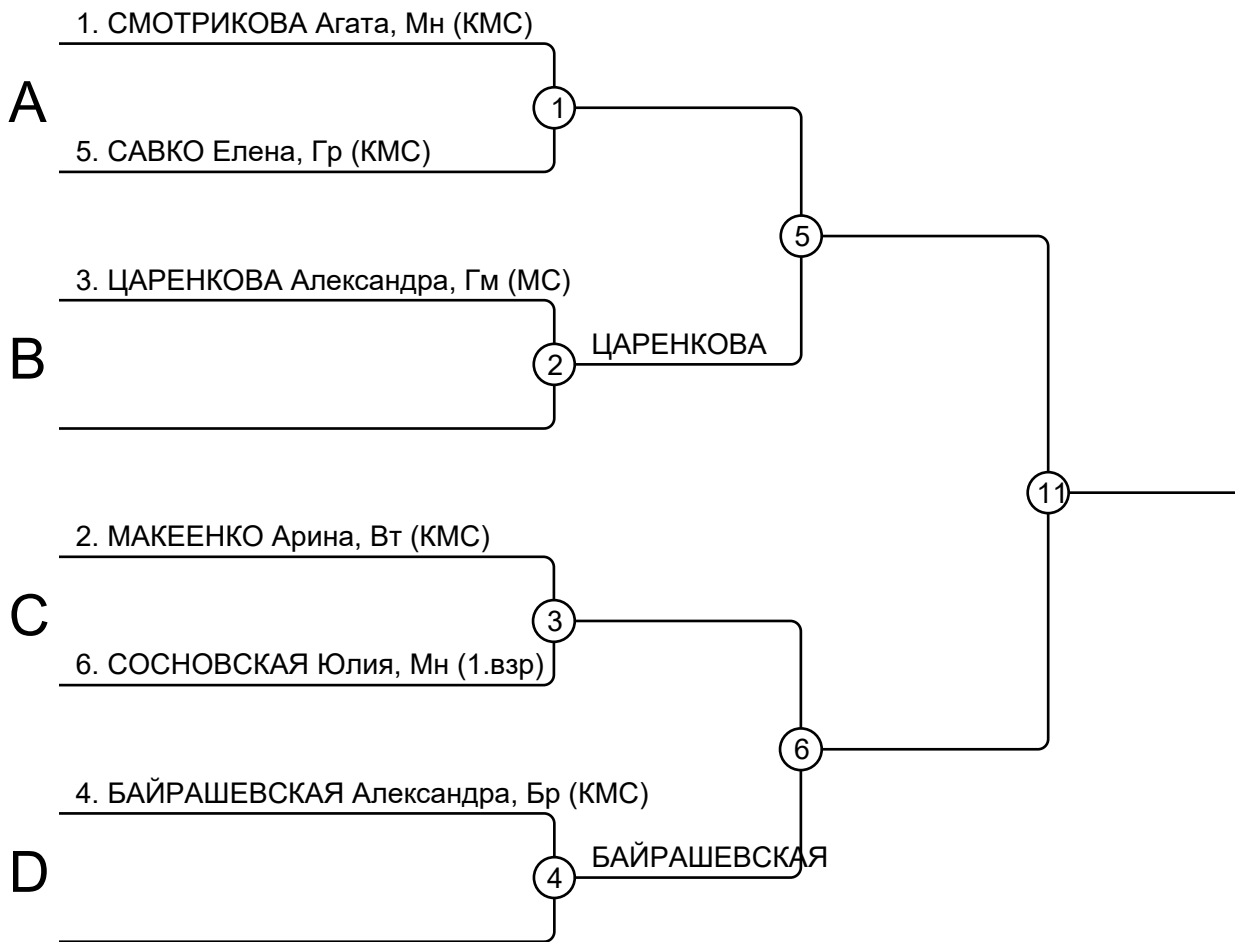 1. СМОТРИКОВА Агата, Мн (КМС)
A
1
5. САВКО Елена, Гр (КМС)
5
3. ЦАРЕНКОВА Александра, Гм (МС)
B
2
ЦАРЕНКОВА
11
2. МАКЕЕНКО Арина, Вт (КМС)
C
3
6. СОСНОВСКАЯ Юлия, Мн (1.взр)
6
4. БАЙРАШЕВСКАЯ Александра, Бр (КМС)
D
4
БАЙРАШЕВСКАЯ